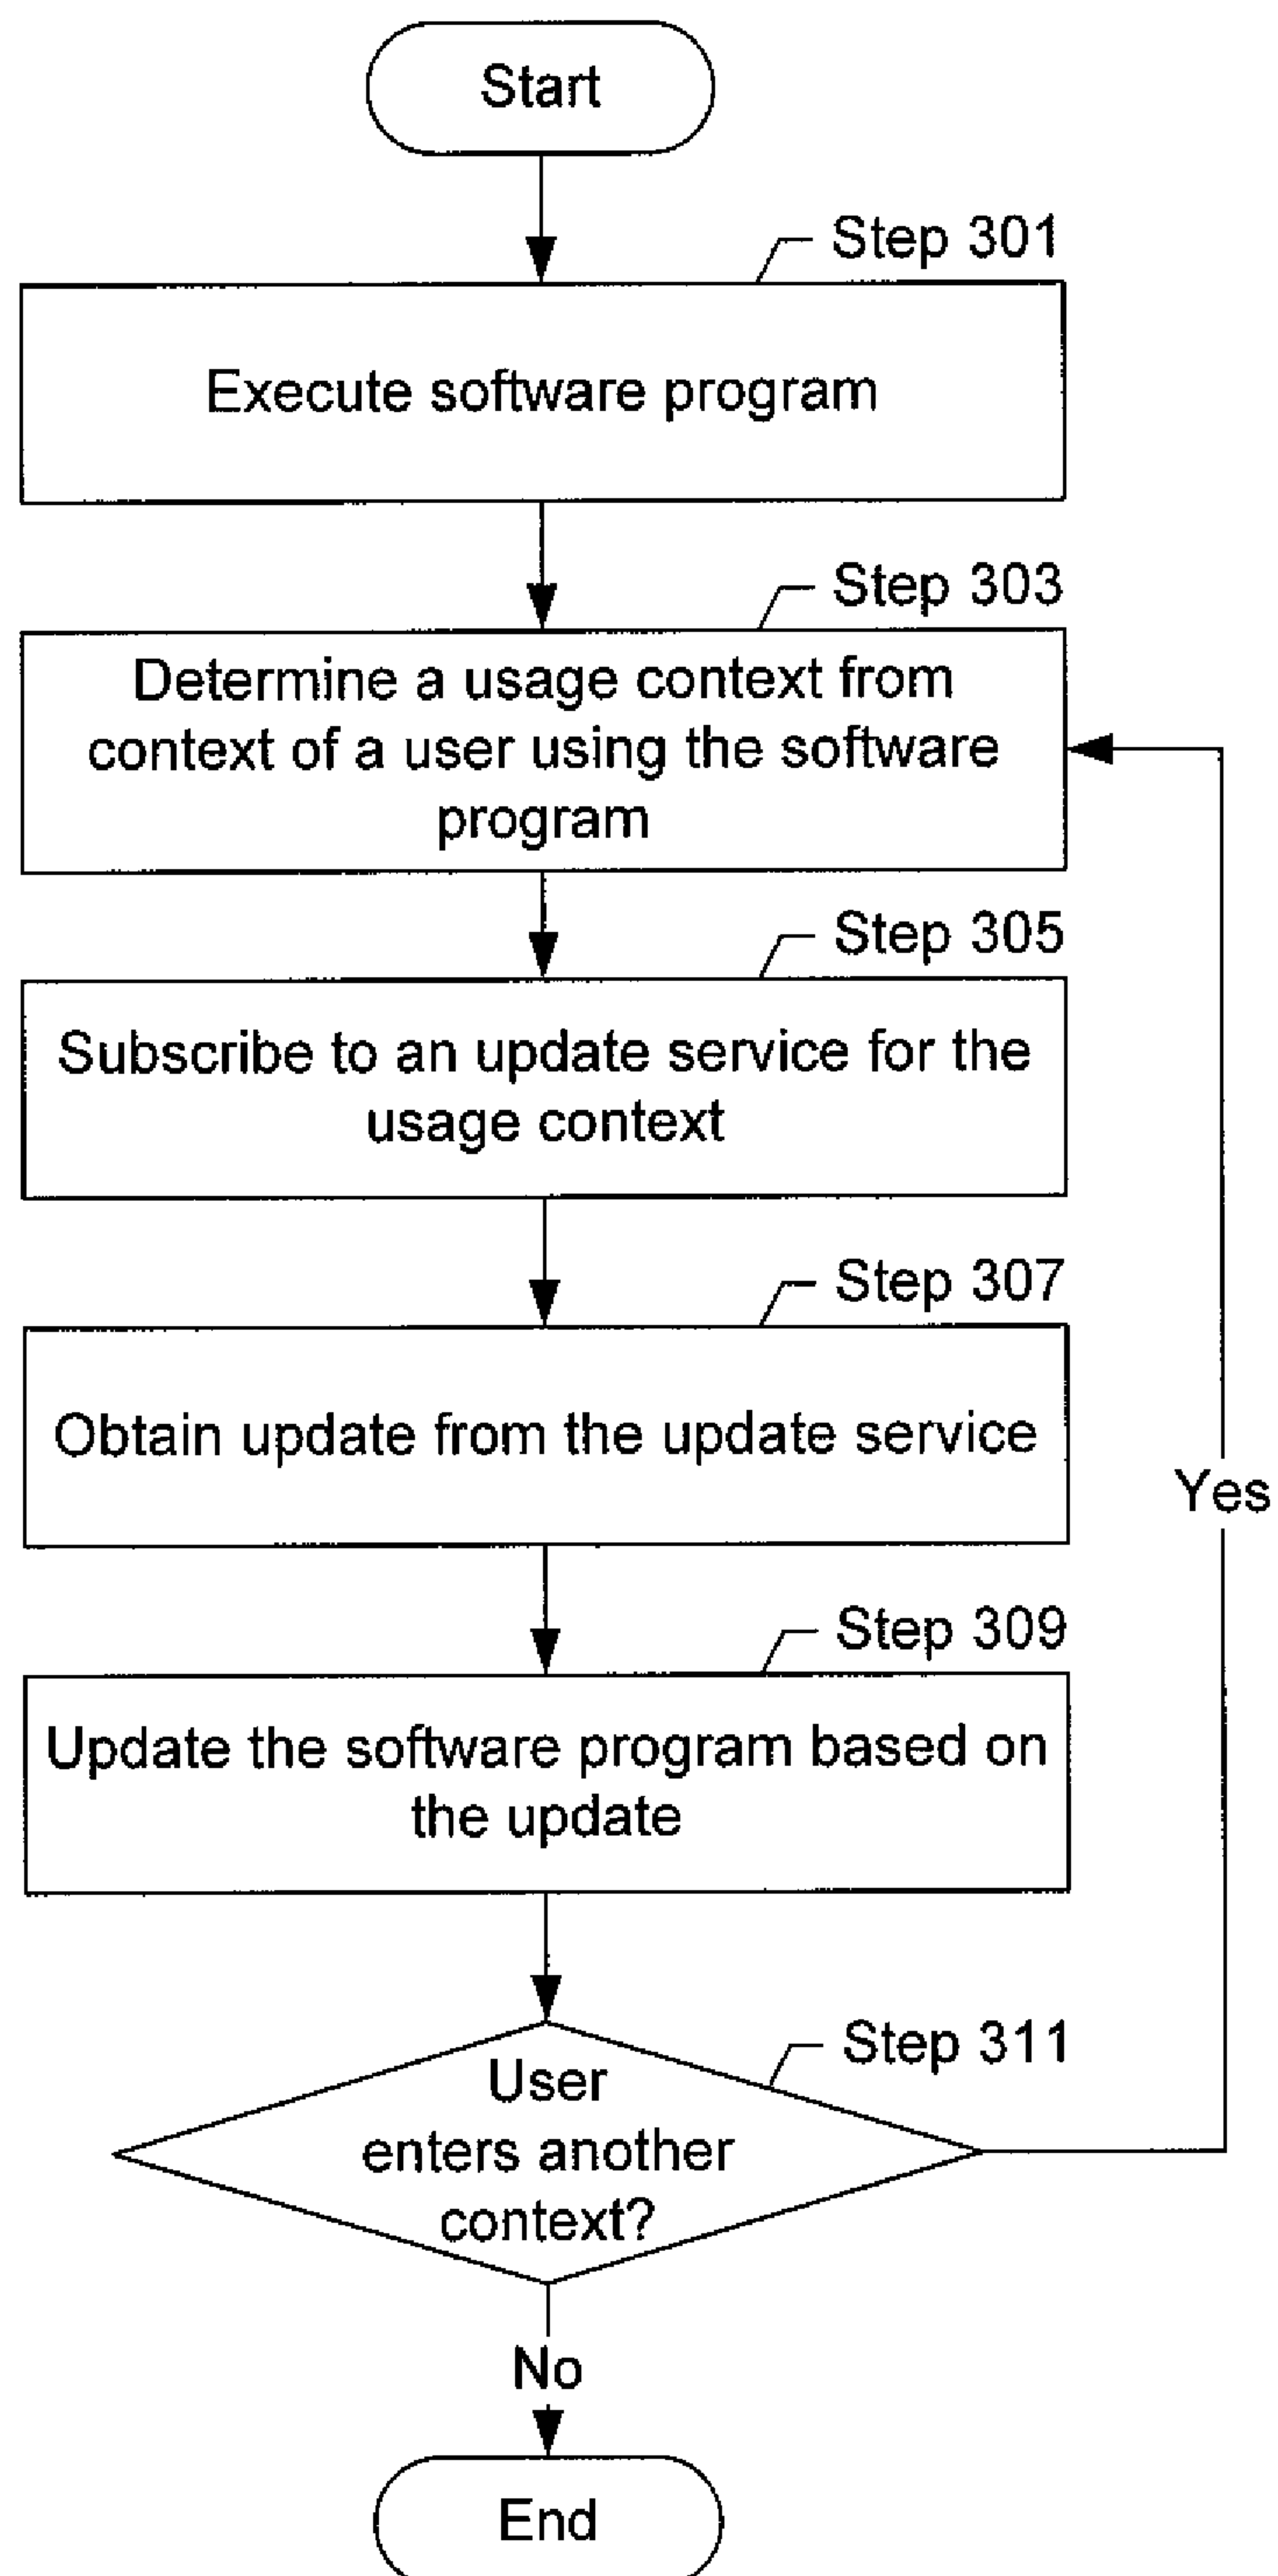 Start
Step 301
Execute software program
Step 303
Determine a usage context from
context of a user using the software
program
Step 305
Subscribe to an update service for the
usage context
Step 307
Obtain update from the update service
Yes
Step 309
Update the software program based on
the update
Step 311
User
enters another
context?
No
End